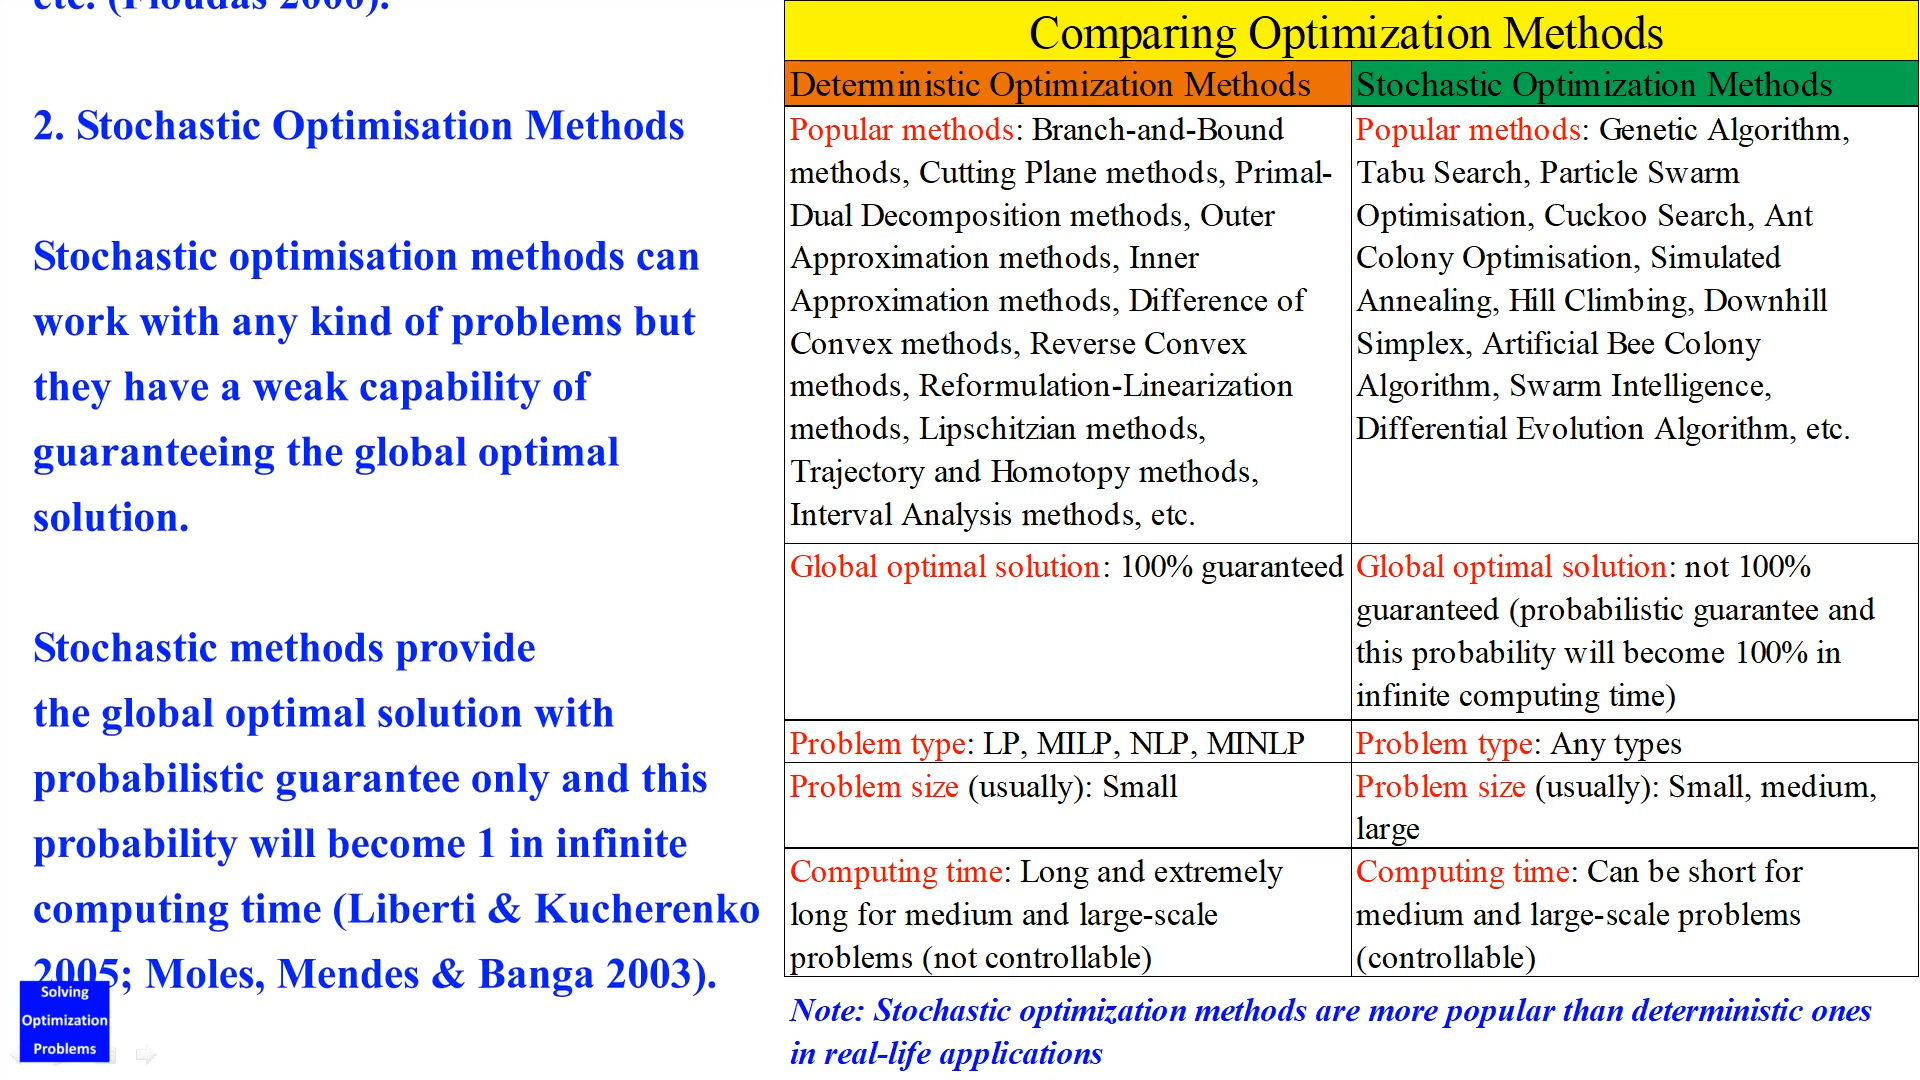 etc. (Floudas 2000).
2. Stochastic Optimisation Methods
Stochastic optimisation methods can
work with any kind of problems but
they have a weak capability of
guaranteeing the global optimal
solution.
Stochastic methods provide
the global optimal solution with
probabilistic guarantee only and this
probability will become 1 in infinite
computing time (Liberti & Kucherenko
2005; Moles, Mendes & Banga 2003).
Solving
Optimization
Problems
Comparing Optimization Methods
Deterministic Optimization Methods
Popular methods: Branch-and-Bound
methods, Cutting Plane methods, Primal-
Dual Decomposition methods, Outer
Approximation methods, Inner
Approximation methods, Difference of
Convex methods, Reverse Convex
methods, Reformulation-Linearization
methods, Lipschitzian methods,
Trajectory and Homotopy methods,
Interval Analysis methods, etc.
Stochastic Optimization Methods
Popular methods: Genetic Algorithm,
Tabu Search, Particle Swarm
Optimisation, Cuckoo Search, Ant
Colony Optimisation, Simulated
Annealing, Hill Climbing, Downhill
Simplex, Artificial Bee Colony
Algorithm, Swarm Intelligence,
Differential Evolution Algorithm, etc.
Global optimal solution: 100% guaranteed
Global optimal solution: not 100%
guaranteed (probabilistic guarantee and
this probability will become 100% in
infinite computing time)
Problem type: LP, MILP, NLP, MINLP
Problem type: Any types
Problem size (usually): Small
Problem size (usually): Small, medium,
large
Computing time: Long and extremely
long for medium and large-scale
problems (not controllable)
Computing time: Can be short for
medium and large-scale problems
(controllable)
Note: Stochastic optimization methods are more popular than deterministic ones
in real-life applications